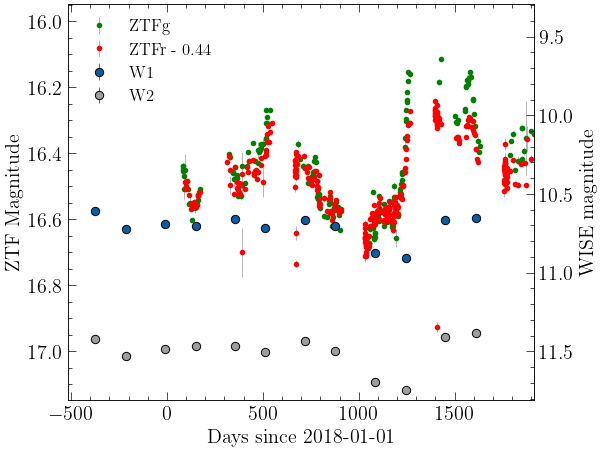 ZTFg
ZTFr - 0.44
W1
W2
16.0
16.2
16.4
16.6
16.8
17.0
ZTF Magnitude
9.5
10.0
10.5
11.0
11.5
WISE magnitude
−500 0 500 1000 1500
Days since 2018-01-01